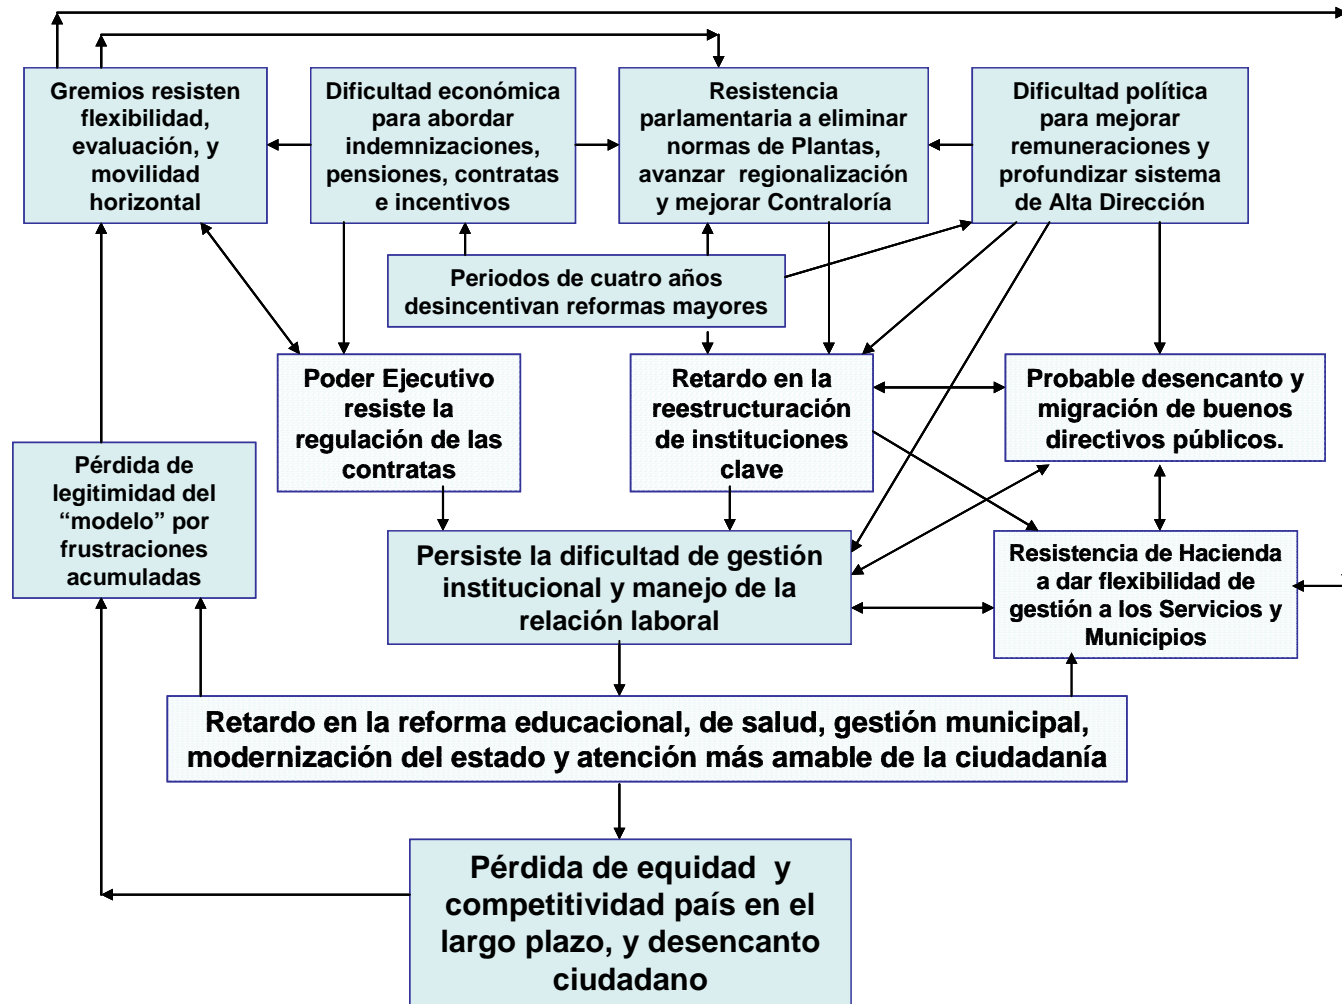 Gremios resisten
flexibilidad,
evaluación, y
movilidad
horizontal
Dificultad económica
para abordar
indemnizaciones,
pensiones, contratas
e incentivos
Resistencia
parlamentaria a eliminar
normas de Plantas,
avanzar regionalización
y mejorar Contraloría
Dificultad política
para mejorar
remuneraciones y
profundizar sistema
de Alta Dirección
Periodos de cuatro años
desincentivan reformas mayores
Poder Ejecutivo
resiste la
regulación de las
contratas
Retardo en la
reestructuración
de instituciones
clave
Probable desencanto y
migración de buenos
directivos públicos.
Pérdida de
legitimidad del
“modelo” por
frustraciones
acumuladas
Persiste la dificultad de gestión
institucional y manejo de la
relación laboral
Resistencia de Hacienda
a dar flexibilidad de
gestión a los Servicios y
Municipios
Retardo en la reforma educacional, de salud, gestión municipal,
modernización del estado y atención más amable de la ciudadanía
Pérdida de equidad y
competitividad país en el
largo plazo, y desencanto
ciudadano